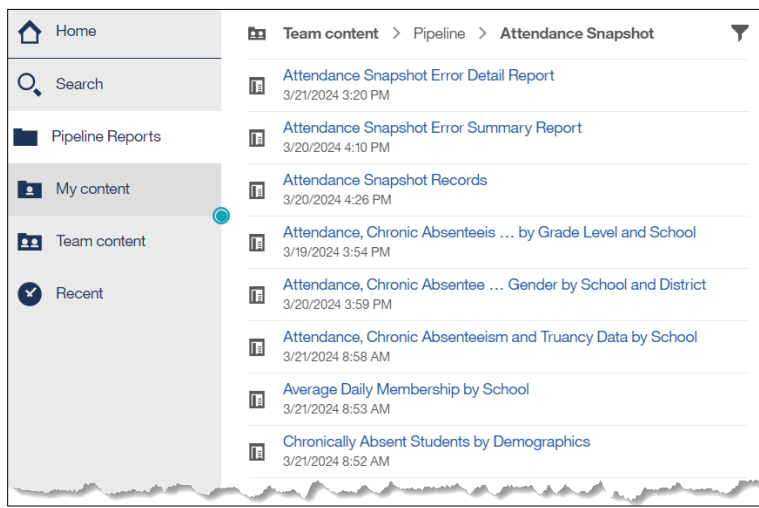 Home
Search
Pipeline Reports
My content
Team content
Recent
Team content > Pipeline > Attendance Snapshot
Attendance Snapshot Error Detail Report
3/21/2024 3:20 PM
Attendance Snapshot Error Summary Report
3/20/2024 4:10 PM
Attendance Snapshot Records
3/20/2024 4:26 PM
Attendance, Chronic Absenteeis … by Grade Level and School
3/19/2024 3:54 PM
Attendance, Chronic Absentee … Gender by School and District
3/20/2024 3:59 PM
Attendance, Chronic Absenteeism and Truancy Data by School
3/21/2024 8:58 AM
Average Daily Membership by School
3/21/2024 8:53 AM
Chronically Absent Students by Demographics
3/21/2024 8:52 AM